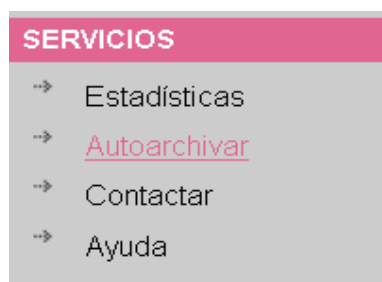 SERVICIOS
Estadísticas
Autoarchivar
Contactar
Ayuda